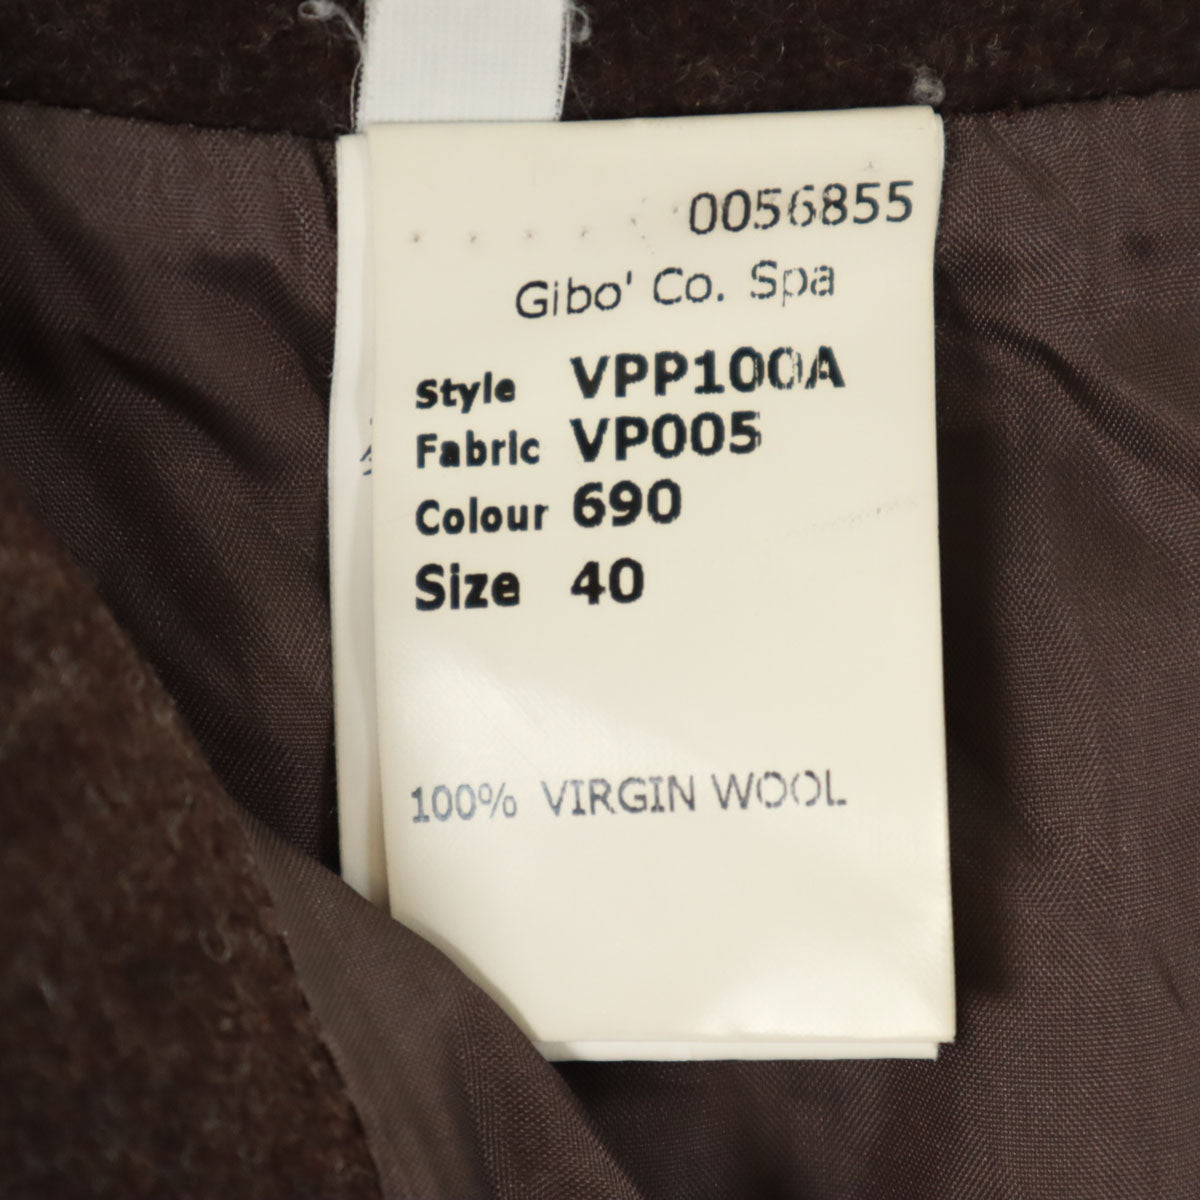 0056855
Gibo' Co. Spa
Style VPP100A
Fabric VP005
Colour 690
Size 40
100% VIRGIN WOOL